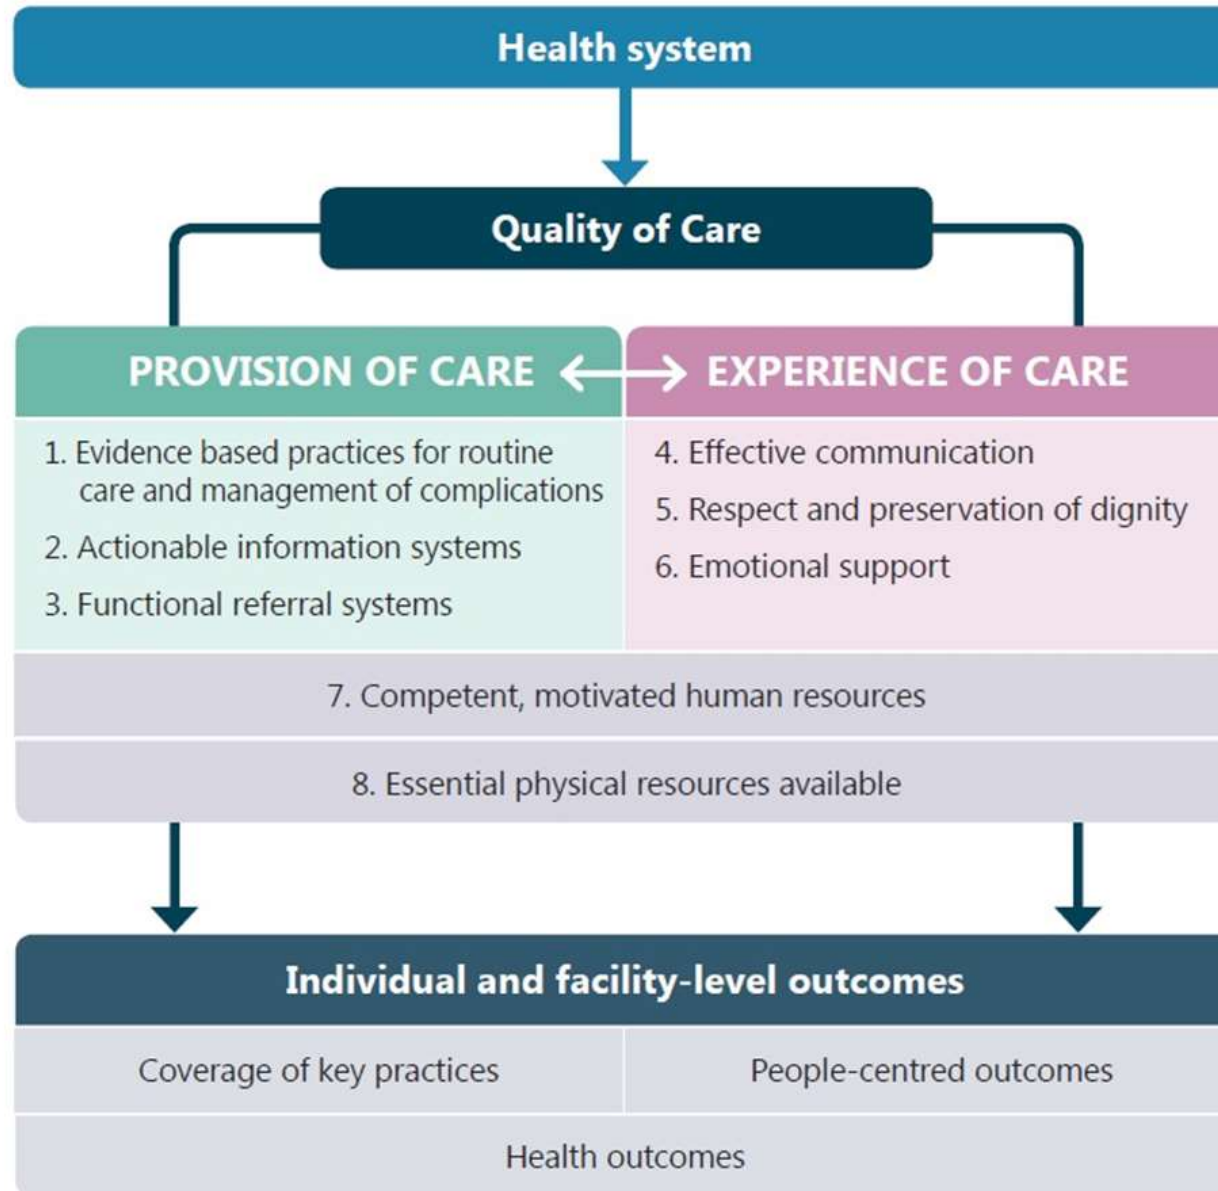 Health system
Quality of Care
PROVISION OF CARE
EXPERIENCE OF CARE
1. Evidence based practices for routine
care and management of complications
2. Actionable information systems
3. Functional referral systems
4. Effective communication
5. Respect and preservation of dignity
6. Emotional support
7. Competent, motivated human resources
8. Essential physical resources available
Individual and facility-level outcomes
Coverage of key practices
People-centred outcomes
Health outcomes